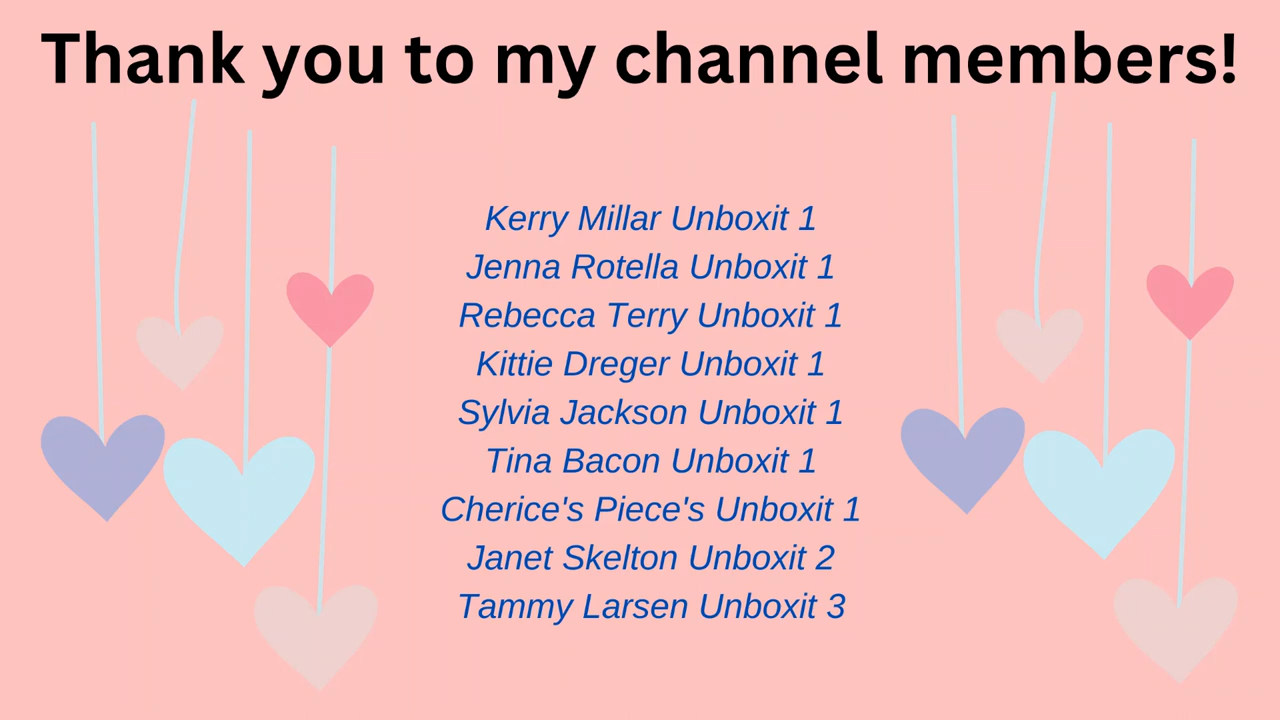 Thank you to my channel members!
Kerry Millar Unboxit 1
Jenna Rotella Unboxit 1
Rebecca Terry Unboxit 1
Kittie Dreger Unboxit 1
Sylvia Jackson Unboxit 1
Tina Bacon Unboxit 1
Cherice's Piece's Unboxit 1
Janet Skelton Unboxit 2
Tammy Larsen Unboxit 3